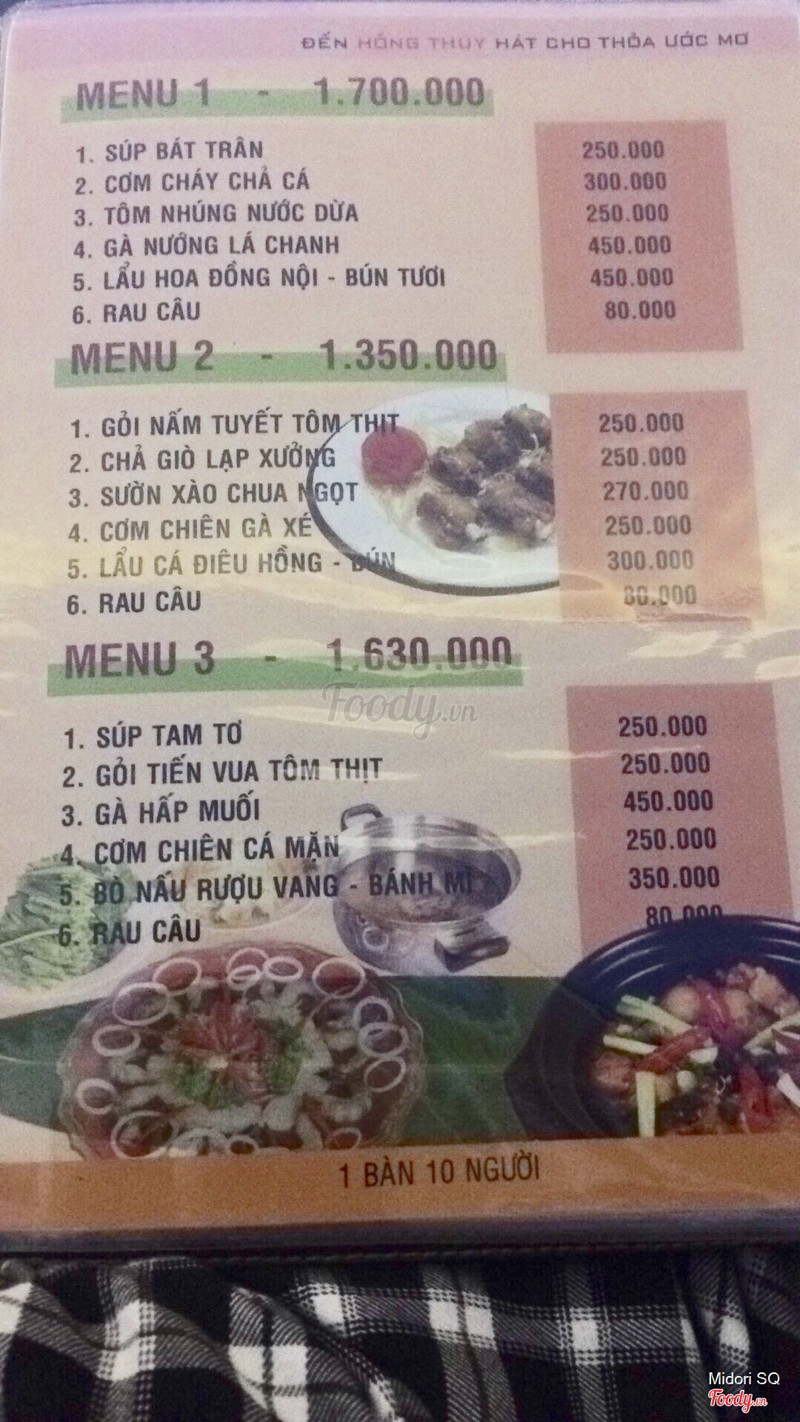 ĐẾN HỒNG THỦY HÁT CHO THỎA ƯỚC MƠ
MENU 1 - 1.700.000
1. SÚP BÁT TRÂN 250.000
2. CƠM CHÁY CHẢ CÁ 300.000
3. TÔM NHÚNG NƯỚC DỪA 250.000
4. GÀ NƯỚNG LÁ CHANH 450.000
5. LẨU HOA ĐỒNG NỘI - BÚN TƯƠI 450.000
6. RAU CÂU 80.000
MENU 2 - 1.350.000
1. GỎI NẤM TUYẾT TÔM THỊT 250.000
2. CHẢ GIÒ LẠP XƯỞNG 250.000
3. SƯỜN XÀO CHUA NGỌT 270.000
4. CƠM CHIÊN GÀ XÉ 250.000
5. LẨU CÁ ĐIÊU HỒNG - BÚN 300.000
6. RAU CÂU 80.000
MENU 3 - 1.630.000
Foody.vn
1. SÚP TAM TƠ 250.000
2. GỎI TIẾN VUA TÔM THỊT 250.000
3. GÀ HẤP MUỐI 450.000
4. CƠM CHIÊN CÁ MẶN 250.000
5. BÒ NẤU RƯỢU VANG - BÁNH MÌ 350.000
6. RAU CÂU 80.000
1 BÀN 10 NGƯỜI
Midori SQ
Foody.vn